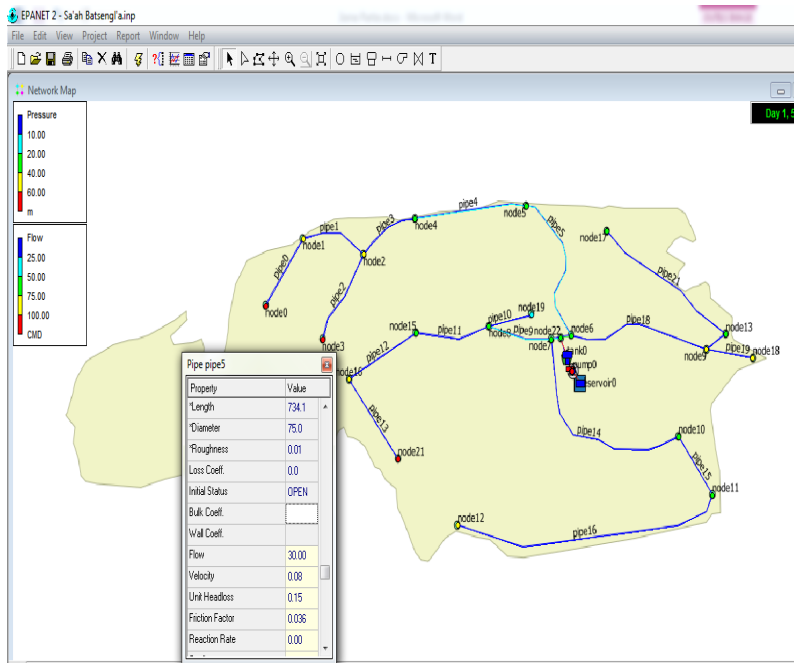 EPANET 2 - Sa'ah Batsengl'a.inp
File Edit View Project Report Window Help
Network Map
Day 1, 5
Pressure
10.00
20.00
40.00
60.00
m
Flow
25.00
50.00
75.00
100.00
CMD
pipe4
node5
node4
pipe3
pipe5
pipe1
node1
node2
node17
pipe0
pipe21
node0
pipe2
node19
pipe10
node15
pipe11
node8
pipe9
node22
node6
pipe18
node13
node3
node7
node9
pipe19
node18
pipe12
tank0
pump0
eservoir0
node16
pipe13
pipe14
node10
node21
pipe15
node11
node12
pipe16
Pipe pipe5
Property Value
*Length 734.1
*Diameter 75.0
*Roughness 0.01
Loss Coeff. 0.0
Initial Status OPEN
Bulk Coeff.
Wall Coeff.
Flow 30.00
Velocity 0.08
Unit Headloss 0.15
Friction Factor 0.036
Reaction Rate 0.00